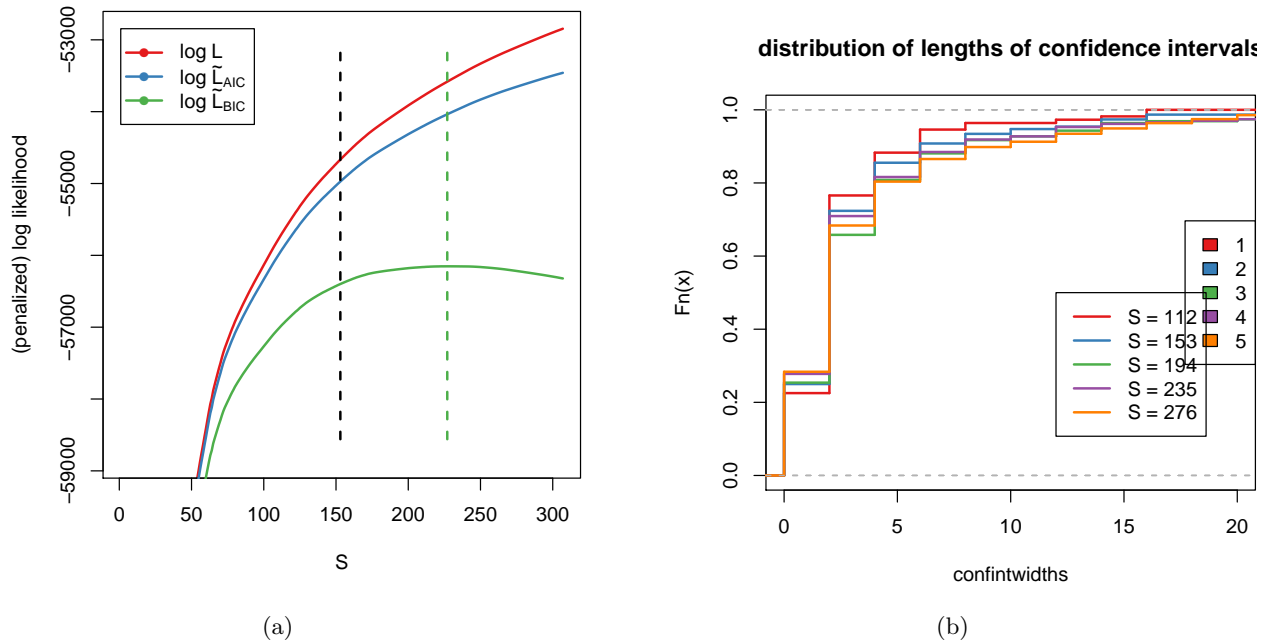 (penalized) log likelihood
-53000
-55000
-57000
-59000
log L
log L̃AIC
log L̃BIC
0 50 100 150 200 250 300
S
(a)
distribution of lengths of confidence intervals
Fn(x)
1.0
0.8
0.6
0.4
0.2
0.0
1
2
3
4
5
S = 112
S = 153
S = 194
S = 235
S = 276
0 5 10 15 20
confintwidths
(b)